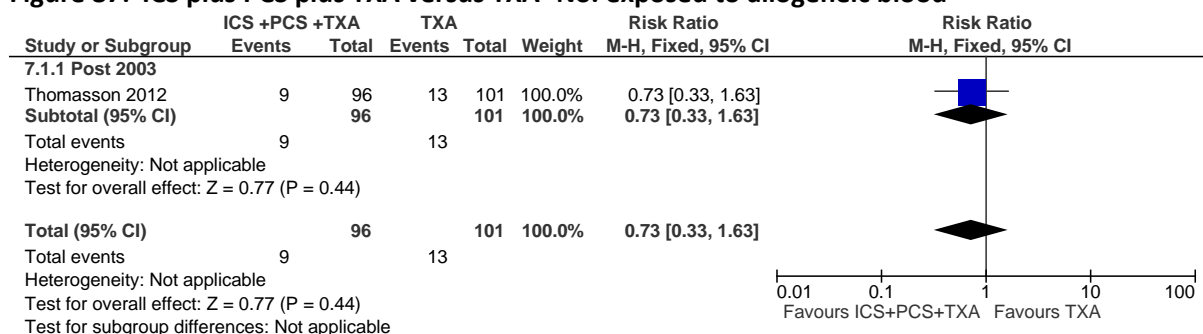 Figure 87: ICS plus PCS plus TXA versus TXA- No. exposed to allogeneic blood
ICS +PCS +TXA TXA Risk Ratio Risk Ratio
Study or Subgroup Events Total Events Total Weight M-H, Fixed, 95% CI M-H, Fixed, 95% CI
7.1.1 Post 2003
Thomasson 2012 9 96 13 101 100.0% 0.73 [0.33, 1.63]
Subtotal (95% CI) 96 101 100.0% 0.73 [0.33, 1.63]
Total events 9 13
Heterogeneity: Not applicable
Test for overall effect: Z = 0.77 (P = 0.44)
Total (95% CI) 96 101 100.0% 0.73 [0.33, 1.63]
Total events 9 13
Heterogeneity: Not applicable
Test for overall effect: Z = 0.77 (P = 0.44)
Test for subgroup differences: Not applicable
0.01 0.1 1 10 100
Favours ICS+PCS+TXA Favours TXA